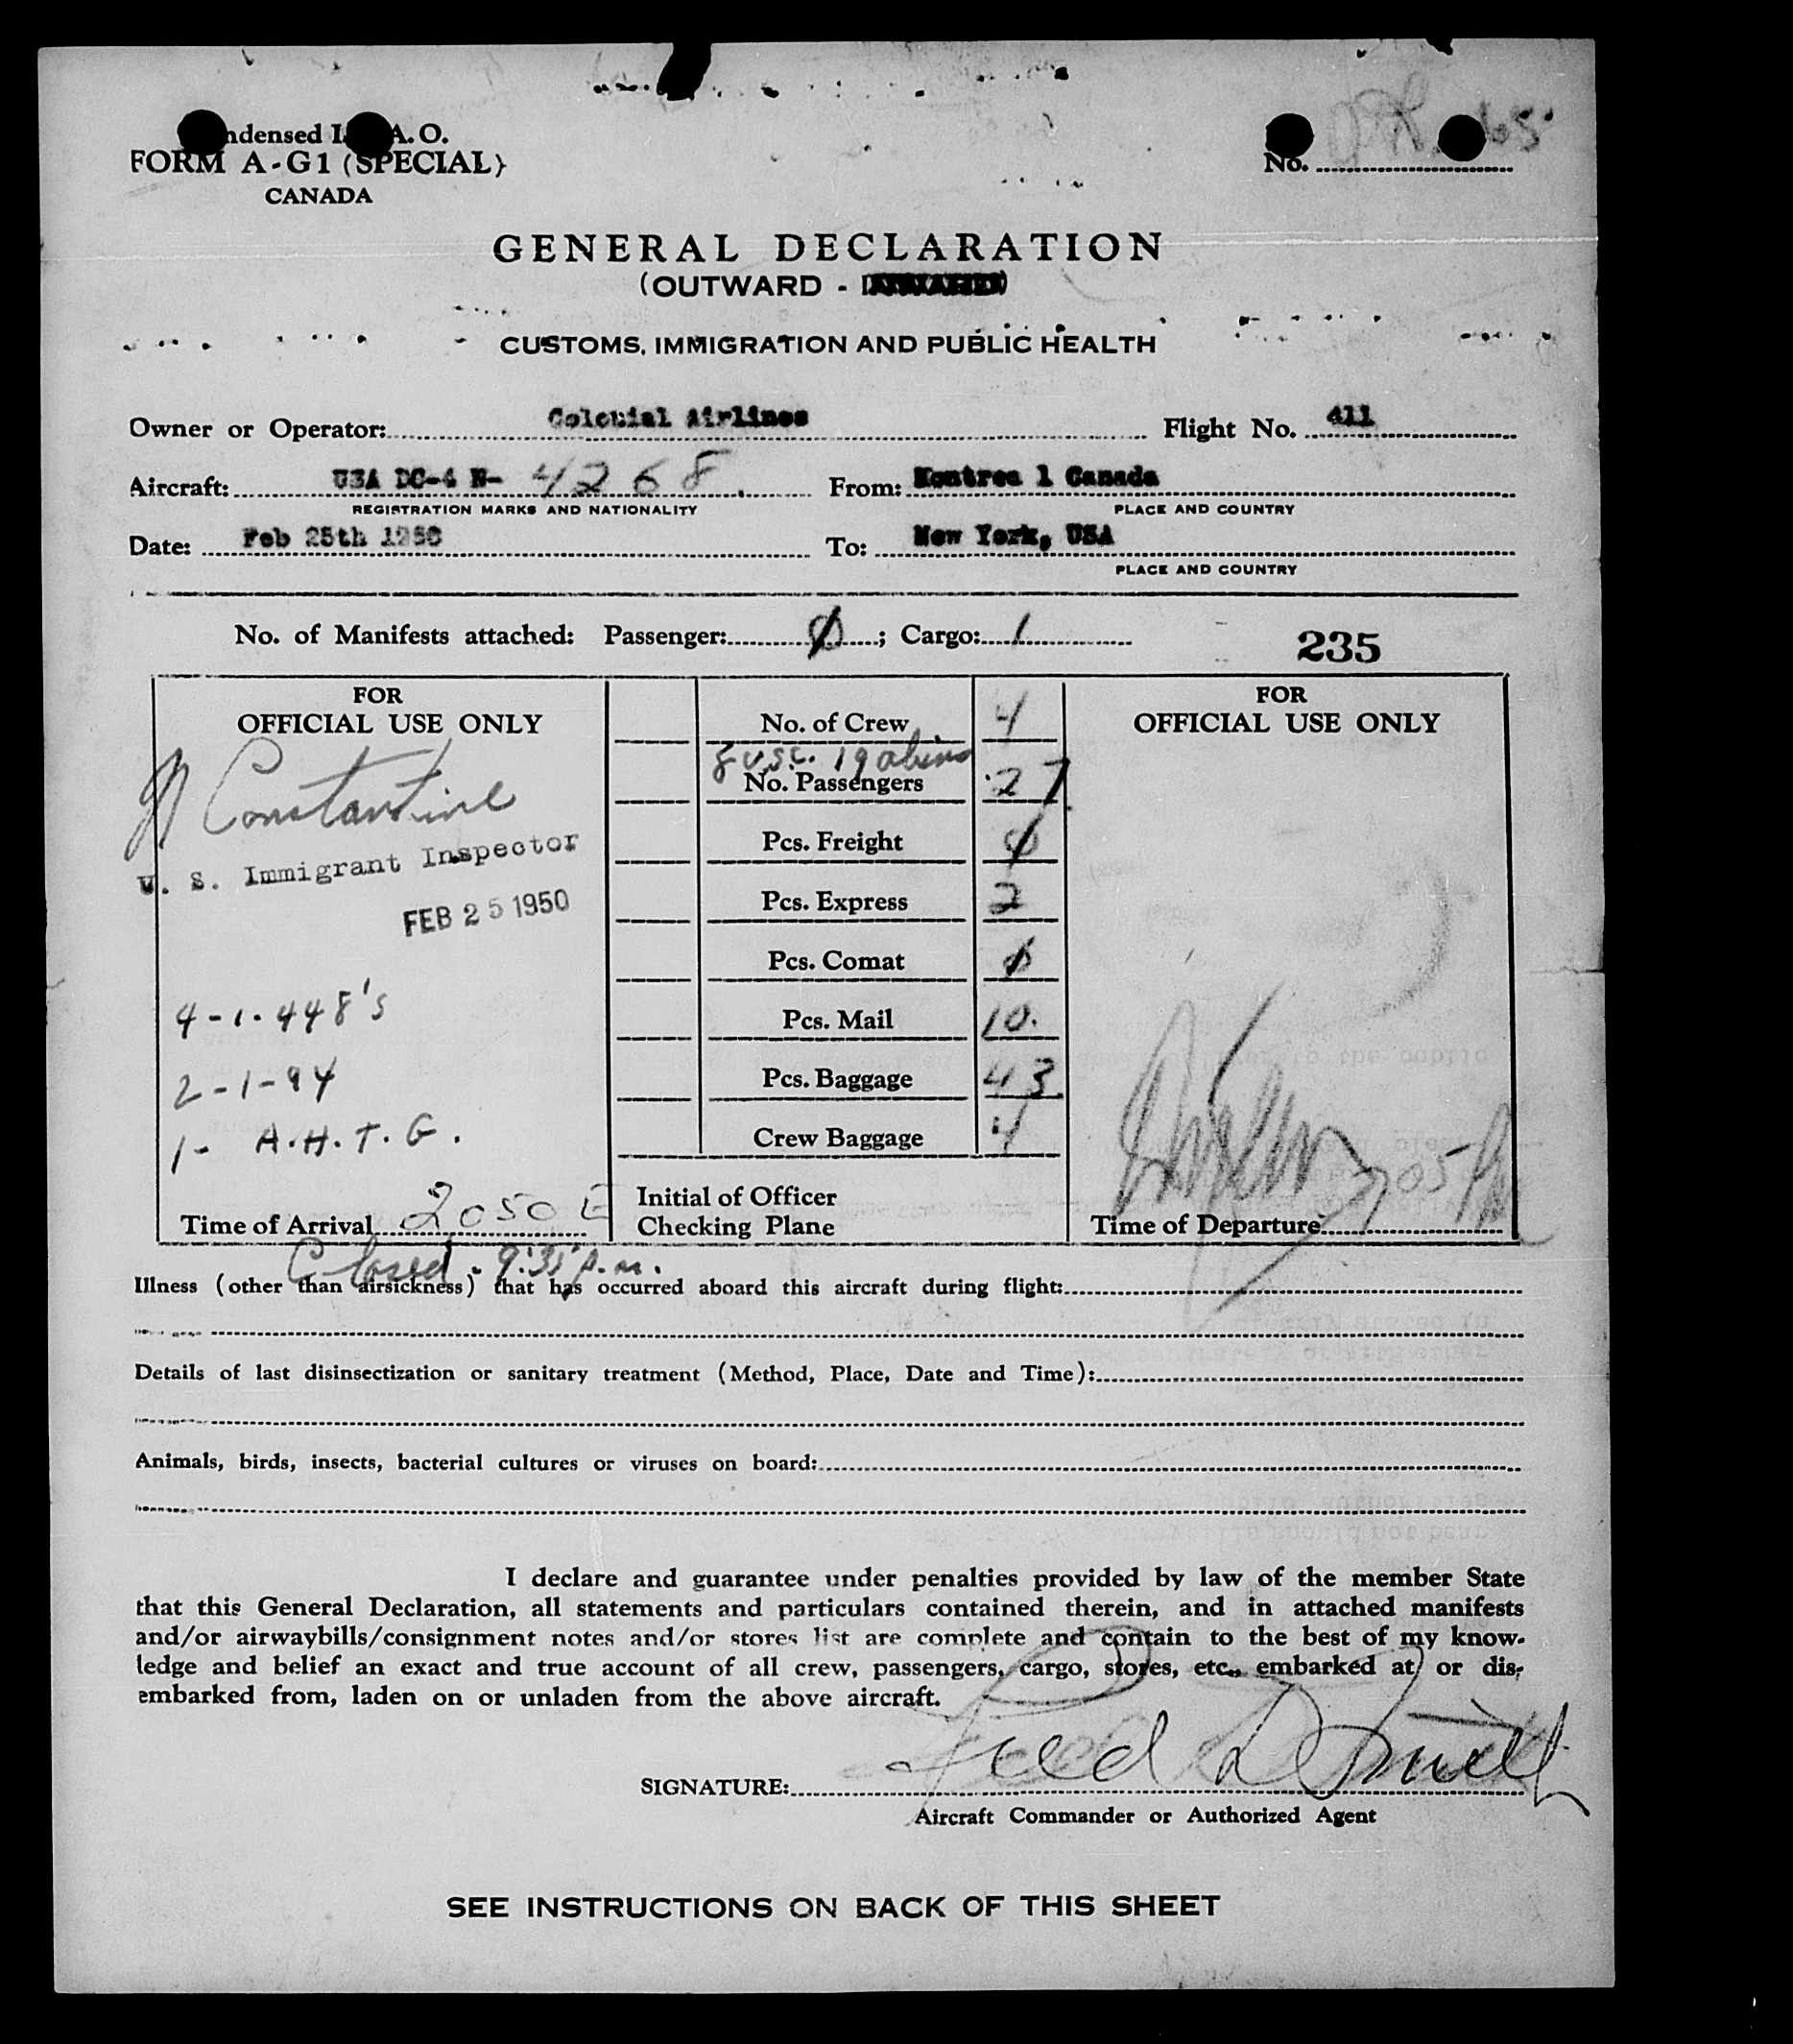 ndensed I. A. O.
FORM A-G1 (SPECIAL)
CANADA
No.
GENERAL DECLARATION
(OUTWARD -
CUSTOMS, IMMIGRATION AND PUBLIC HEALTH
Owner or Operator: Colonial Airlines Flight No. 411
Aircraft: USA DC-4 N- 4268. From: Montrea l Canada
REGISTRATION MARKS AND NATIONALITY PLACE AND COUNTRY
Date: Feb 25th 1950 To: New York, USA
PLACE AND COUNTRY
No. of Manifests attached: Passenger: 0; Cargo: 1 235
FOR OFFICIAL USE ONLY
Constantine
U. S. Immigrant Inspector
FEB 25 1950
4-1-448's
2-1-94
1- A.H.T.G.
Time of Arrival 2050 E
No. of Crew 4
8 USC. 19 aliens
No. Passengers 27
Pcs. Freight 0
Pcs. Express 2
Pcs. Comat 0
Pcs. Mail 10.
Pcs. Baggage 43
Crew Baggage 4
Initial of Officer
Checking Plane
FOR
OFFICIAL USE ONLY
Time of Departure
Closed - 9:35 p.m.
Illness (other than airsickness) that has occurred aboard this aircraft during flight:
Details of last disinsectization or sanitary treatment (Method, Place, Date and Time):
Animals, birds, insects, bacterial cultures or viruses on board:
I declare and guarantee under penalties provided by law of the member State
that this General Declaration, all statements and particulars contained therein, and in attached manifests
and/or airwaybills/consignment notes and/or stores list are complete and contain to the best of my know-
ledge and belief an exact and true account of all crew, passengers, cargo, stores, etc., embarked at, or dis-
embarked from, laden on or unladen from the above aircraft.
SIGNATURE:
Aircraft Commander or Authorized Agent
SEE INSTRUCTIONS ON BACK OF THIS SHEET